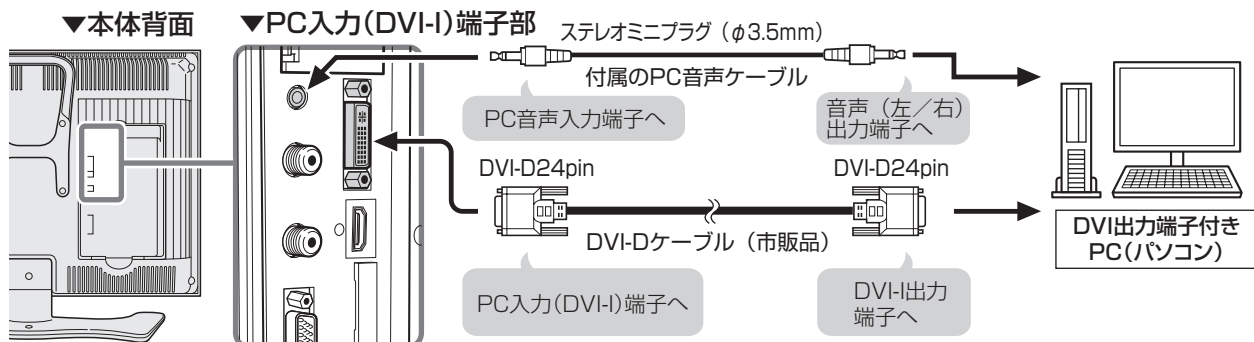 ▼本体背面
▼PC入力(DVI-I)端子部
ステレオミニプラグ（φ3.5mm）
付属のPC音声ケーブル
PC音声入力端子へ
音声（左／右）
出力端子へ
DVI-D24pin
DVI-D24pin
DVI-Dケーブル（市販品）
PC入力(DVI-I)端子へ
DVI-I出力
端子へ
DVI出力端子付き
PC(パソコン)